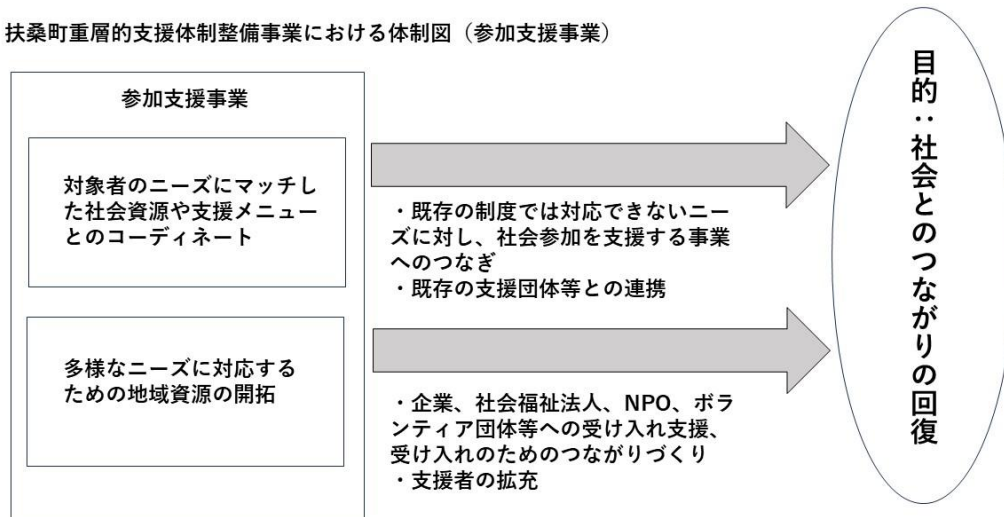 扶桑町重層的支援体制整備事業における体制図（参加支援事業）
参加支援事業
対象者のニーズにマッチし
た社会資源や支援メニュー
とのコーディネート
・既存の制度では対応できないニー
ズに対し、社会参加を支援する事業
へのつなぎ
・既存の支援団体等との連携
多様なニーズに対応する
ための地域資源の開拓
・企業、社会福祉法人、NPO、ボラ
ンティア団体等への受け入れ支援、
受け入れのためのつながりづくり
・支援者の拡充
目的：社会とのつながりの回復